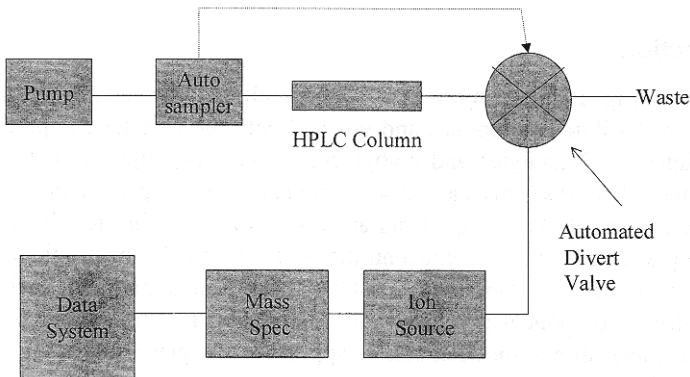 Pump
Auto
sampler
HPLC Column
Waste
Automated
Divert
Valve
Data
System
Mass
Spec
Ion
Source